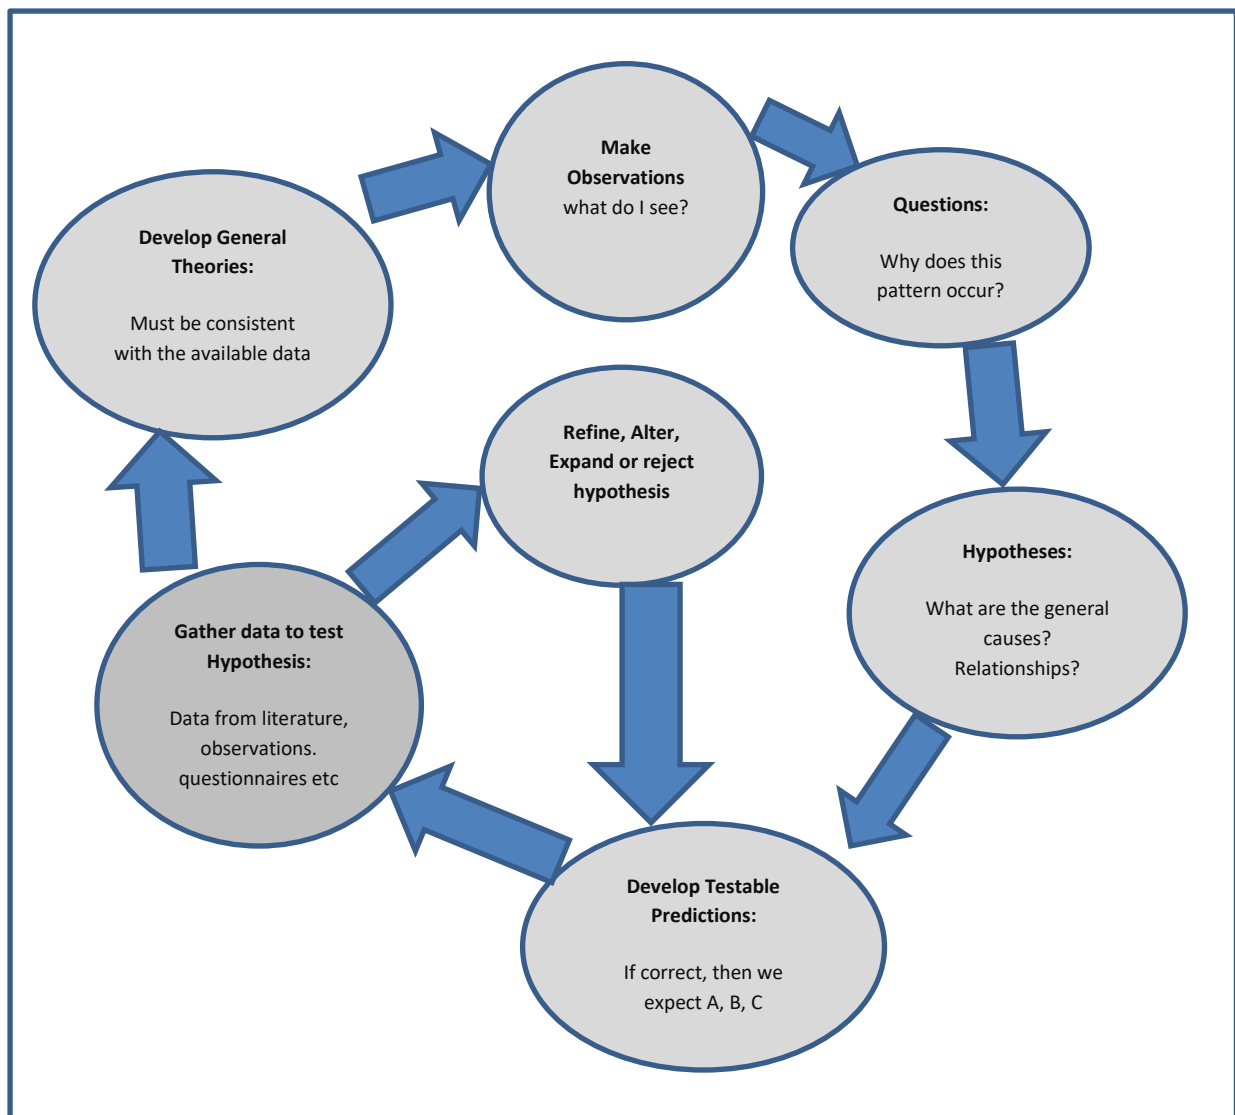 Make
Observations
what do I see?
Questions:
Why does this
pattern occur?
Develop General
Theories:
Must be consistent
with the available data
Refine, Alter,
Expand or reject
hypothesis
Hypotheses:
What are the general
causes?
Relationships?
Gather data to test
Hypothesis:
Data from literature,
observations.
questionnaires etc
Develop Testable
Predictions:
If correct, then we
expect A, B, C